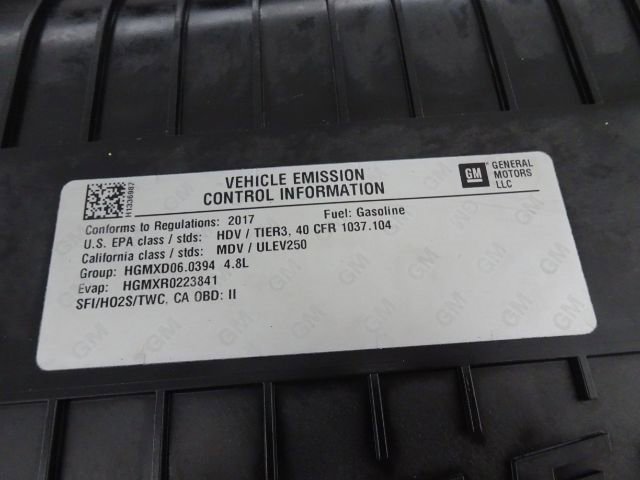 VEHICLE EMISSION
CONTROL INFORMATION
GM
GENERAL
MOTORS
LLC
H1336987
Conforms to Regulations: 2017 Fuel: Gasoline
U.S. EPA class / stds: HDV / TIER3, 40 CFR 1037.104
California class / stds: MDV / ULEV250
Group: HGMXD06.0394 4.8L
Evap: HGMXR0223841
SFI/HO2S/TWC, CA OBD: II